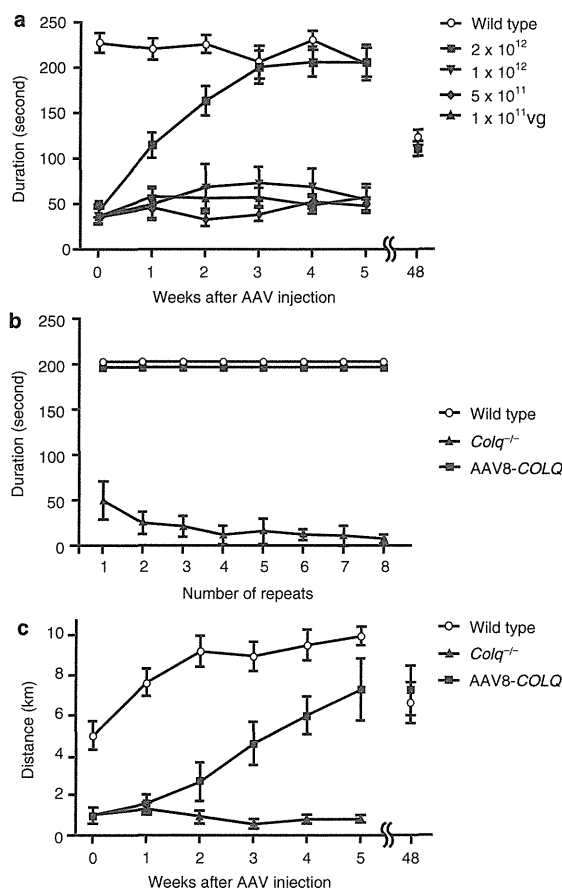 a
250
200
150
100
50
0
Duration (second)
0 1 2 3 4 5 48
Weeks after AAV injection
Wild type
2 x 10¹²
1 x 10¹²
5 x 10¹¹
1 x 10¹¹vg
b
250
200
150
100
50
0
Duration (second)
1 2 3 4 5 6 7 8
Number of repeats
Wild type
Colq⁻/⁻
AAV8-COLQ
c
10
8
6
4
2
0
Distance (km)
0 1 2 3 4 5 48
Weeks after AAV injection
Wild type
Colq⁻/⁻
AAV8-COLQ